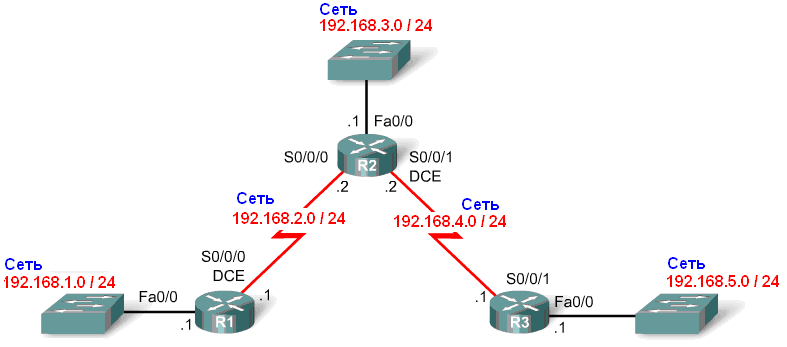 Сеть
192.168.3.0 / 24
.1 Fa0/0
S0/0/0 R2 S0/0/1
DCE
.2 .2
Сеть
192.168.2.0 / 24
Сеть
192.168.4.0 / 24
S0/0/0
DCE
Сеть
192.168.1.0 / 24
Fa0/0
.1 R1 .1
S0/0/1
Сеть
192.168.5.0 / 24
.1 R3 Fa0/0
.1